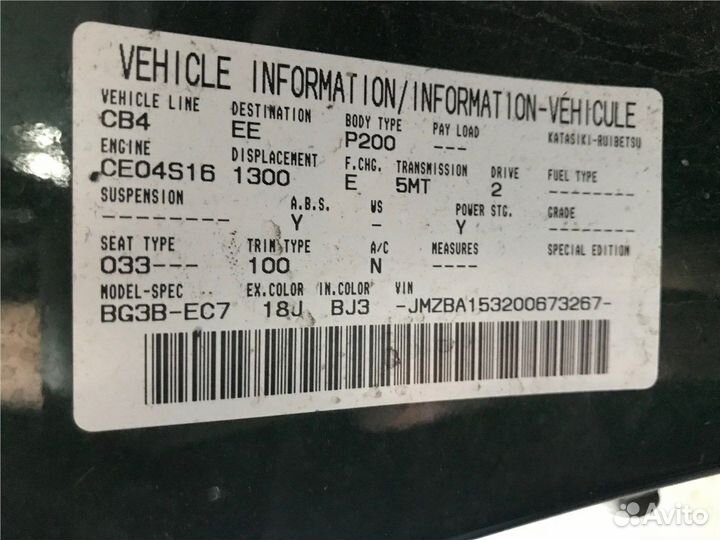 VEHICLE INFORMATION/INFORMATION-VÉHICULE
VEHICLE LINE DESTINATION BODY TYPE PAY LOAD KATASIKI-RUIBETSU
CB4 EE P200 ---
ENGINE DISPLACEMENT F.CHG. TRANSMISSION DRIVE FUEL TYPE
CE04S16 1300 E 5MT 2 ---------
SUSPENSION A.B.S. WS POWER STG. GRADE
--------- Y - Y ---------
SEAT TYPE TRIM TYPE A/C MEASURES SPECIAL EDITION
033--- 100 N ---------
MODEL-SPEC EX.COLOR IN.COLOR VIN
BG3B-EC7 18J BJ3 -JMZBA153200673267-
Avito